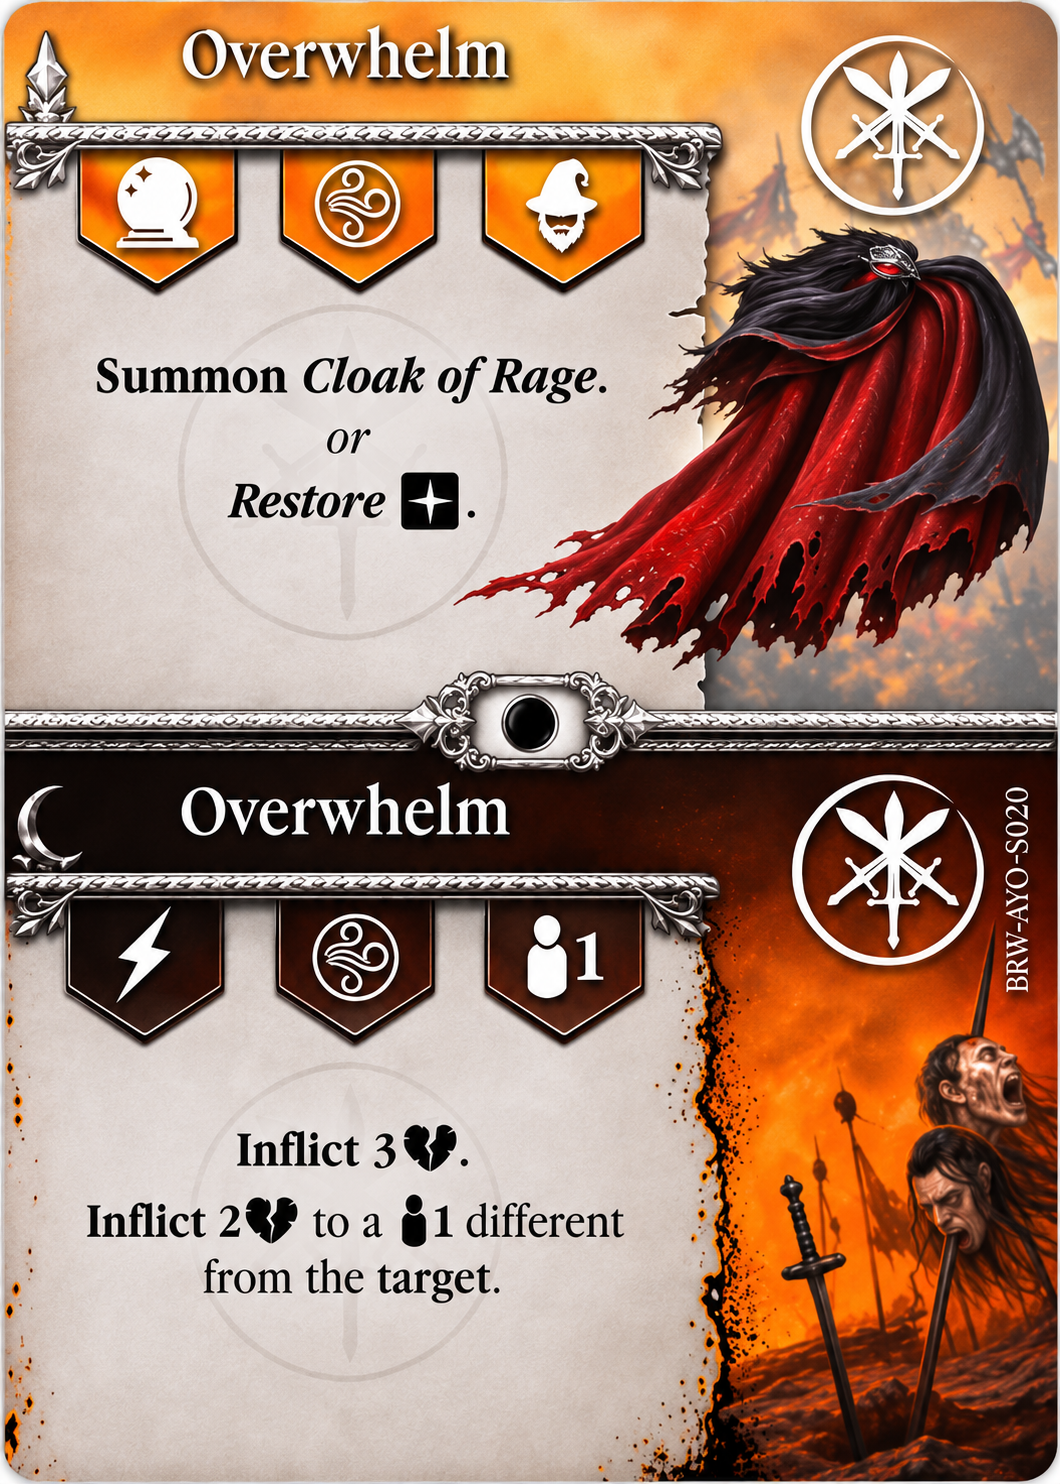 Overwhelm
Summon Cloak of Rage.
or
Restore .
Overwhelm
BRW-AYO-S020
1
Inflict 3.
Inflict 2 to a 1 different
from the target.